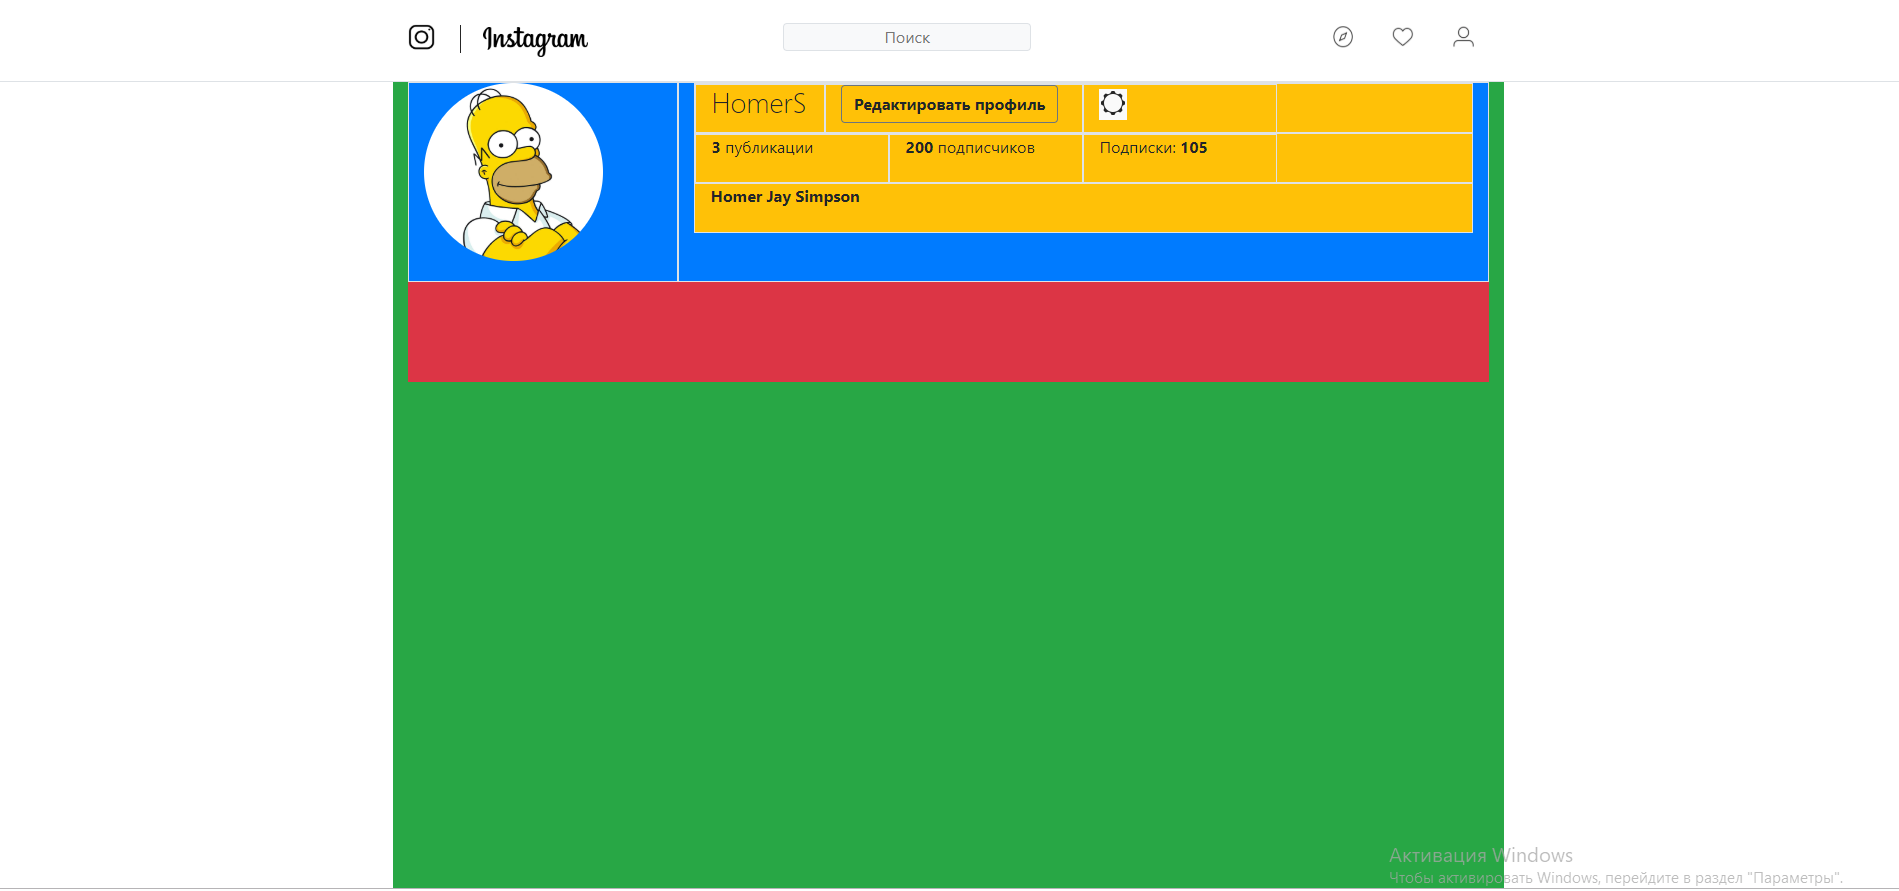 Instagram
Поиск
HomerS
Редактировать профиль
3 публикации
200 подписчиков
Подписки: 105
Homer Jay Simpson
Активация Windows
Чтобы активировать Windows, перейдите в раздел "Параметры".